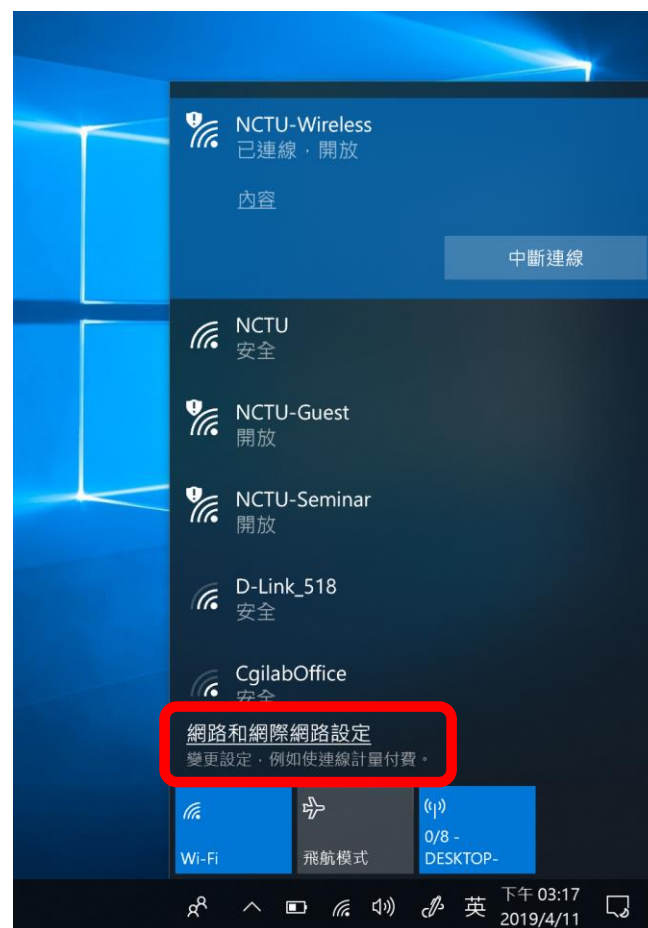 NCTU-Wireless
已連線，開放
內容
中斷連線
NCTU
安全
NCTU-Guest
開放
NCTU-Seminar
開放
D-Link_518
安全
CgilabOffice
安全
網路和網際網路設定
變更設定，例如使連線計量付費。
Wi-Fi
飛航模式
0/8 -
DESKTOP-
英
下午 03:17
2019/4/11